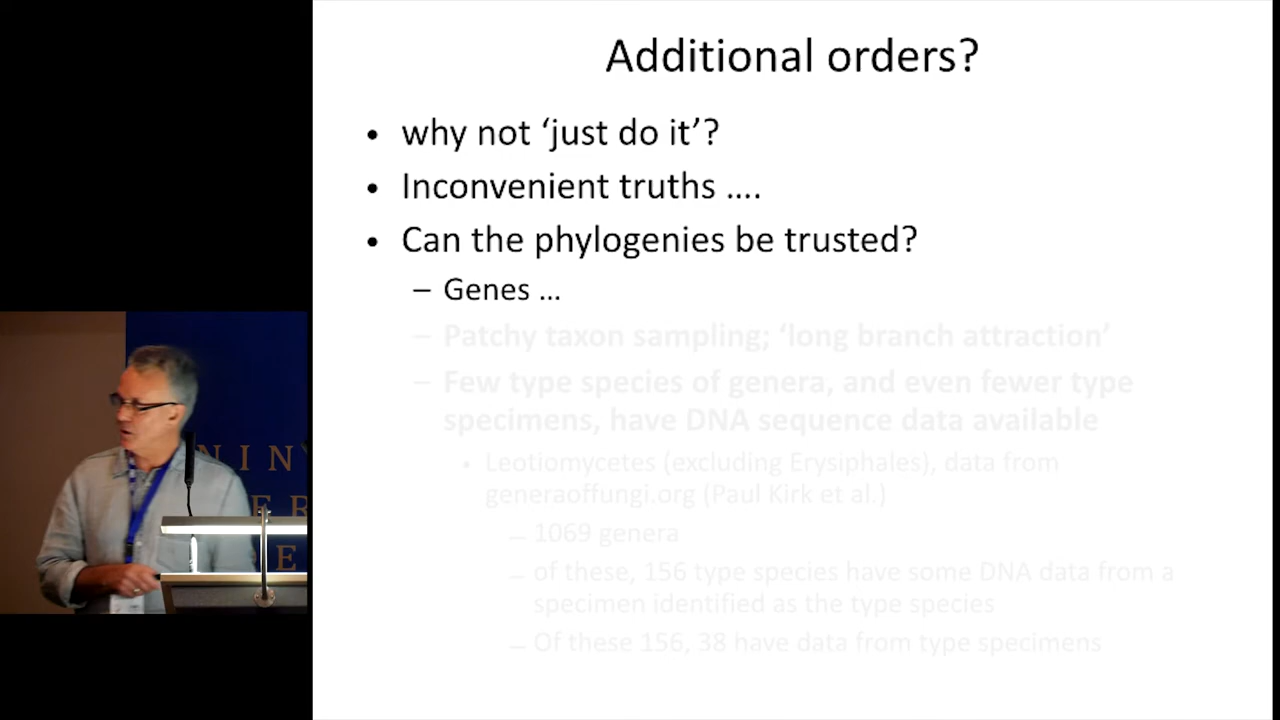 Additional orders?
• why not ‘just do it’?
• Inconvenient truths ....
• Can the phylogenies be trusted?
– Genes ...
– Patchy taxon sampling; ‘long branch attraction’
– Few type species of genera, and even fewer type
specimens, have DNA sequence data available
• Leotiomycetes (excluding Erysiphales), data from
generaoffungi.org (Paul Kirk et al.)
– 1069 genera
– of these, 156 type species have some DNA data from a
specimen identified as the type species
– Of these 156, 38 have data from type specimens